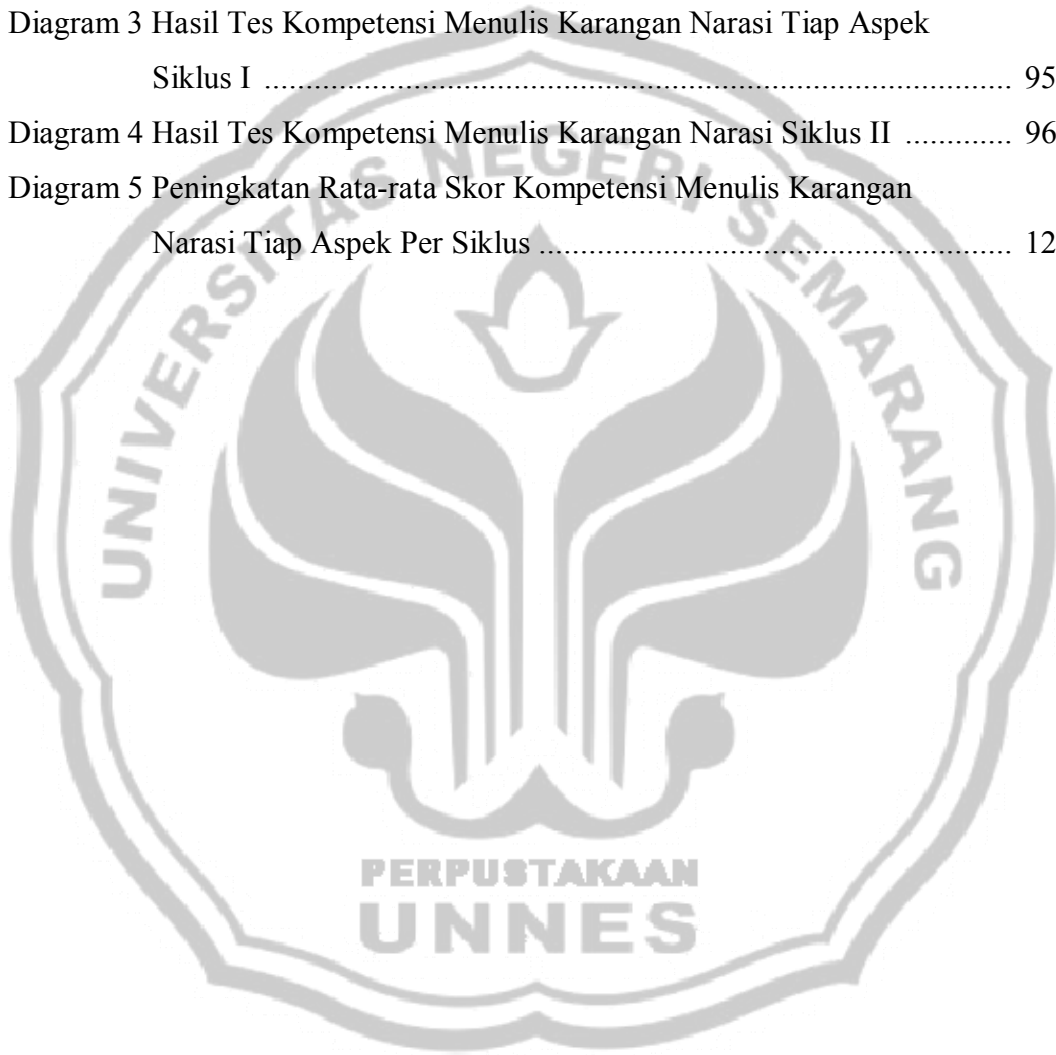 Diagram 3 Hasil Tes Kompetensi Menulis Karangan Narasi Tiap Aspek
Siklus I .................................................................................... 95
Diagram 4 Hasil Tes Kompetensi Menulis Karangan Narasi Siklus II ............ 96
Diagram 5 Peningkatan Rata-rata Skor Kompetensi Menulis Karangan
Narasi Tiap Aspek Per Siklus ..................................................... 12
UNIVERSITAS NEGERI SEMARANG
PERPUSTAKAAN
UNNES